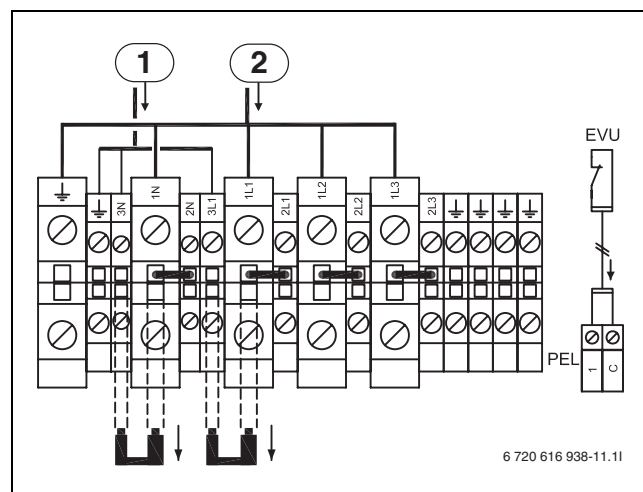 1
2
EVU
3N
1N
2N
3L1
1L1
2L1
1L2
2L2
1L3
2L3
PEL
1
C
6 720 616 938-11.1I